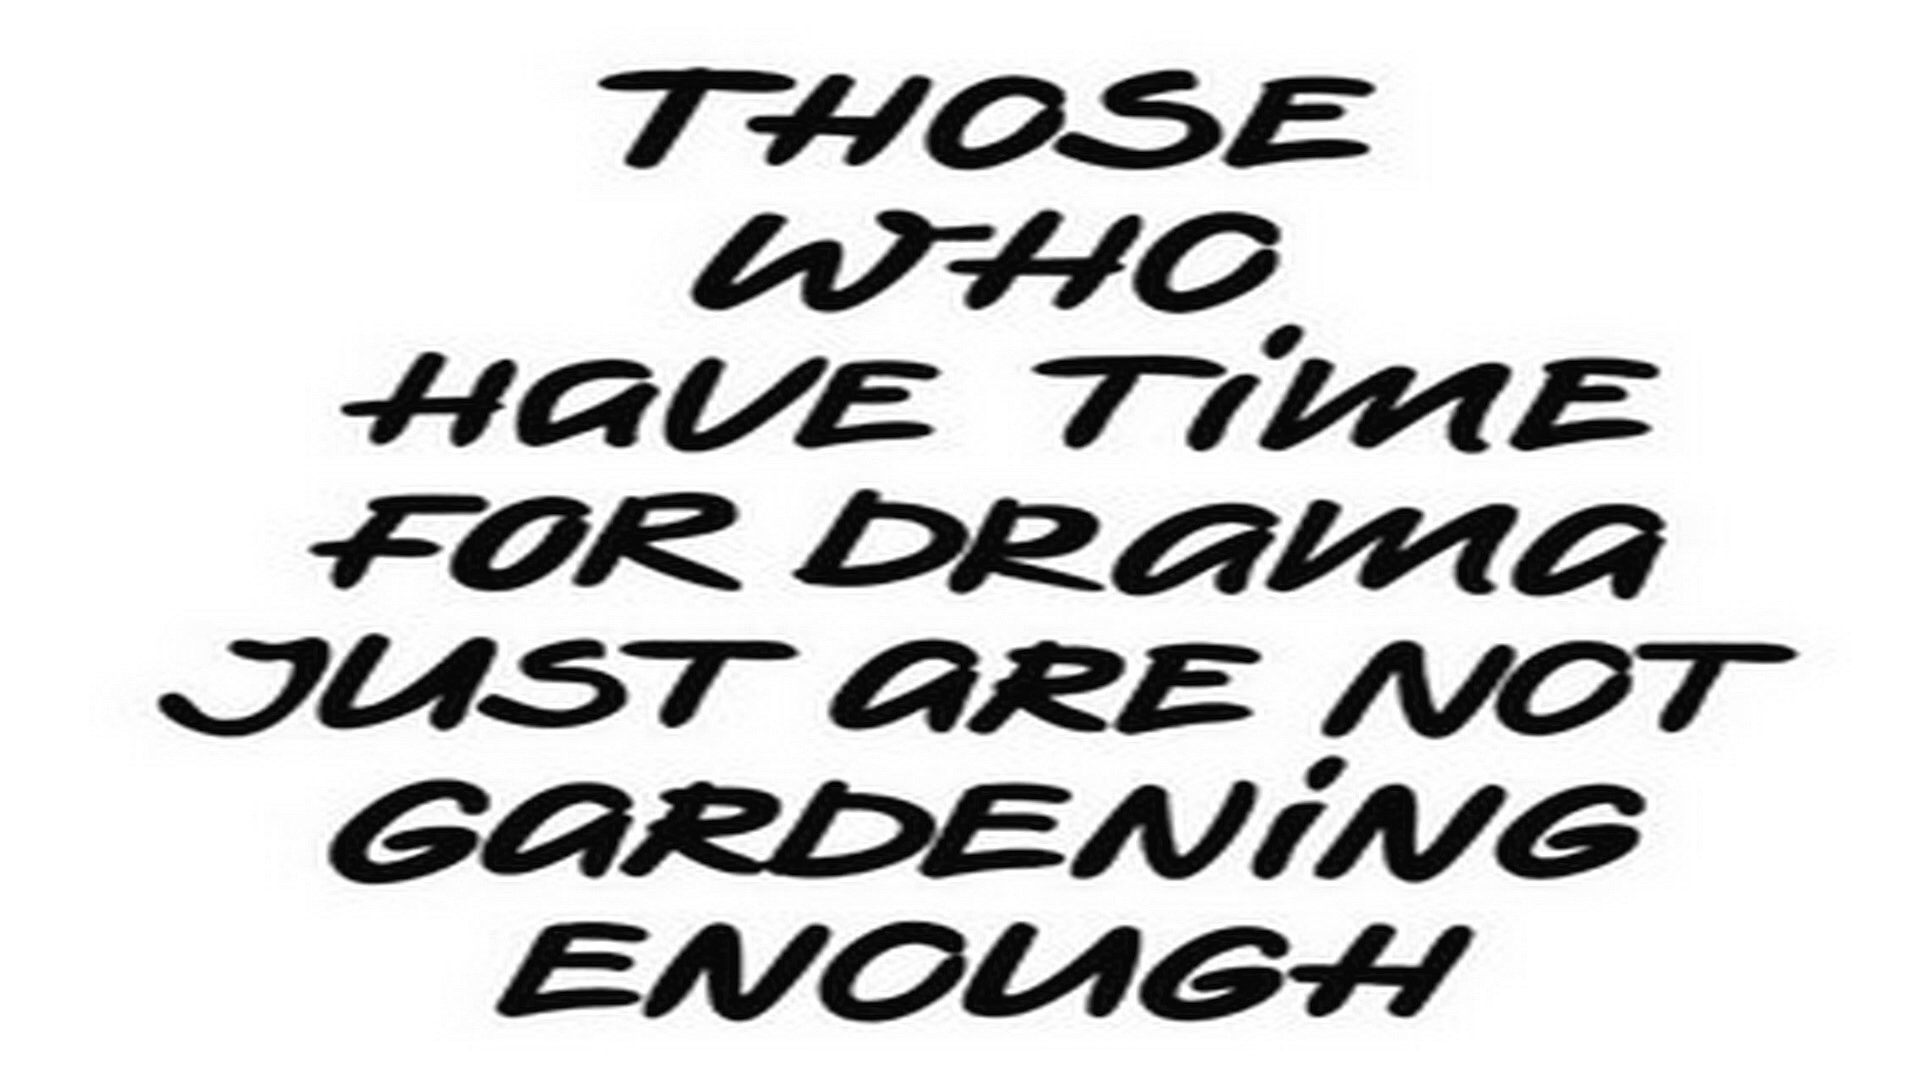 THOSE
WHO
HAVE TIME
FOR DRAMA
JUST ARE NOT
GARDENING
ENOUGH